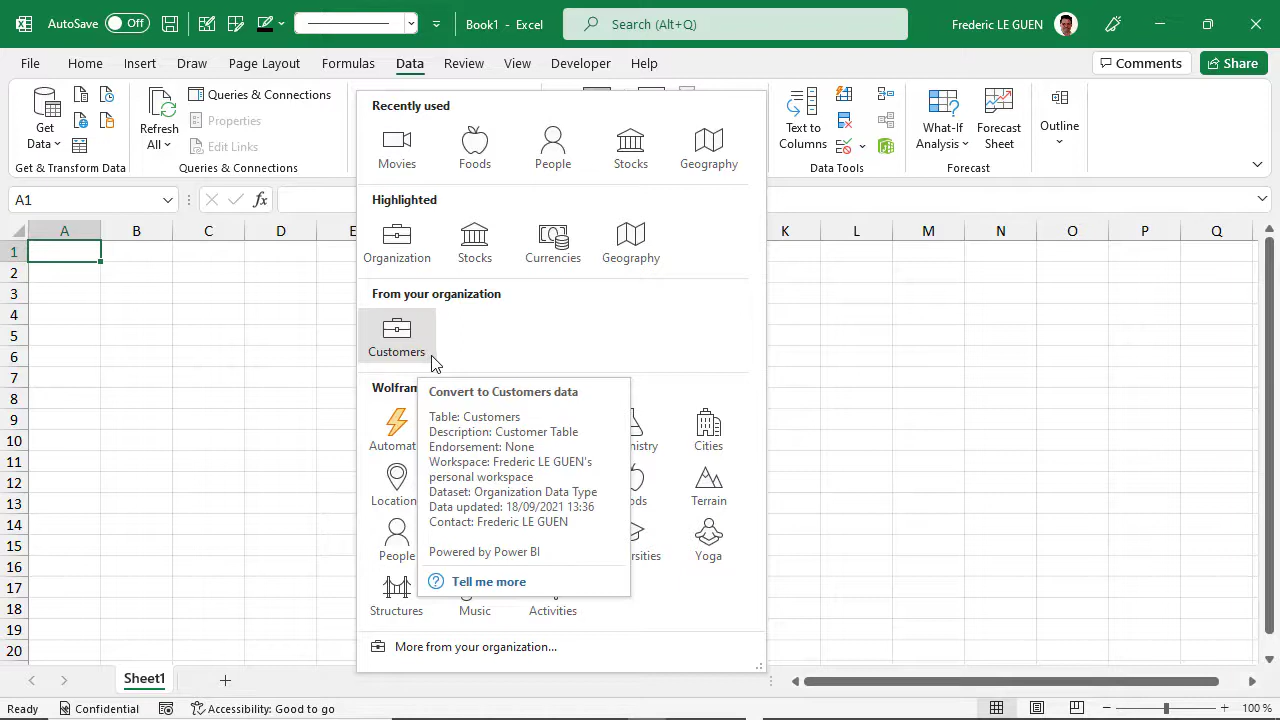 AutoSave Off Book1 - Excel Search (Alt+Q) Frederic LE GUEN
File Home Insert Draw Page Layout Formulas Data Review View Developer Help Comments Share
Get Data
Get & Transform Data
Refresh All
Queries & Connections
Properties
Edit Links
Queries & Connections
Text to Columns
Data Tools
What-If Analysis
Forecast Sheet
Forecast
Outline
A1
fx
A B C D E K L M N O P Q
1
2
3
4
5
6
7
8
9
10
11
12
13
14
15
16
17
18
19
20
Recently used
Movies Foods People Stocks Geography
Highlighted
Organization Stocks Currencies Geography
From your organization
Customers
Wolfram
Automat Cities
Location Terrain
People Yoga
Structures Music Activities
More from your organization...
Convert to Customers data
Table: Customers
Description: Customer Table
Endorsement: None
Workspace: Frederic LE GUEN's
personal workspace
Dataset: Organization Data Type
Data updated: 18/09/2021 13:36
Contact: Frederic LE GUEN
Powered by Power BI
Tell me more
Sheet1
Ready Confidential Accessibility: Good to go 100 %